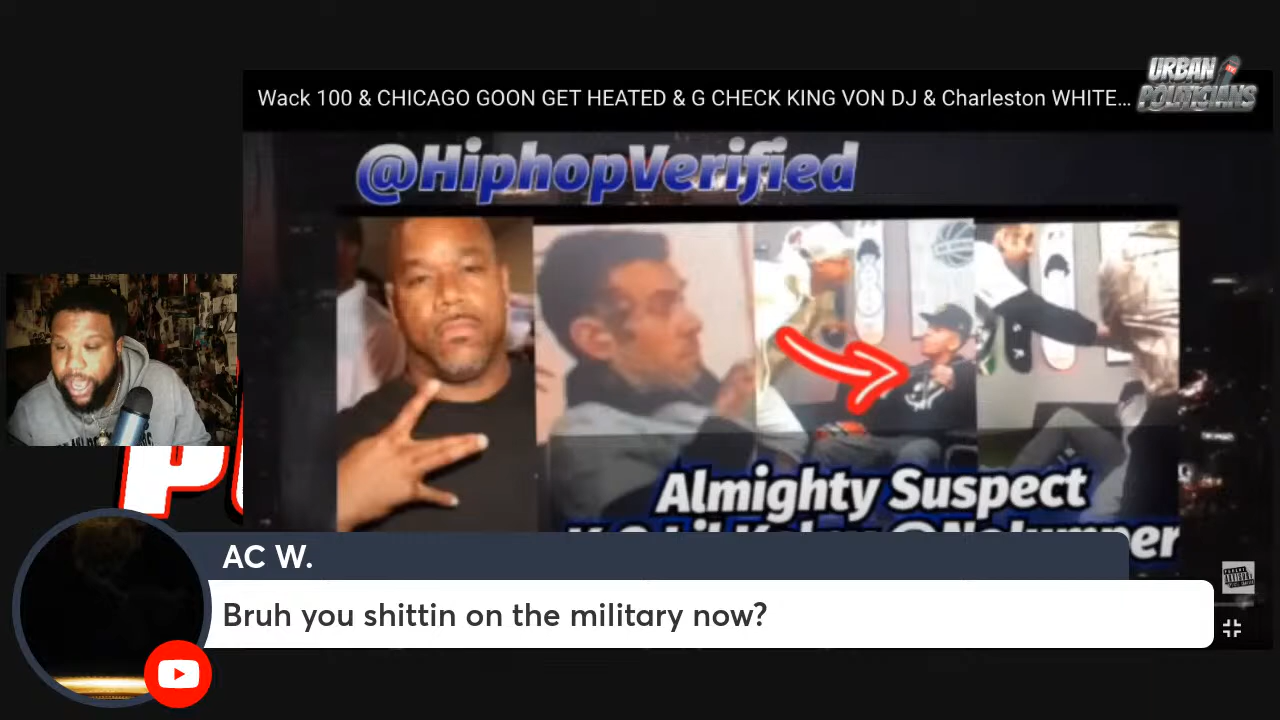 Wack 100 & CHICAGO GOON GET HEATED & G CHECK KING VON DJ & Charleston WHITE...
URBAN
POLITICIANS
@HiphopVerified
Almighty Suspect
AC W.
Bruh you shittin on the military now?